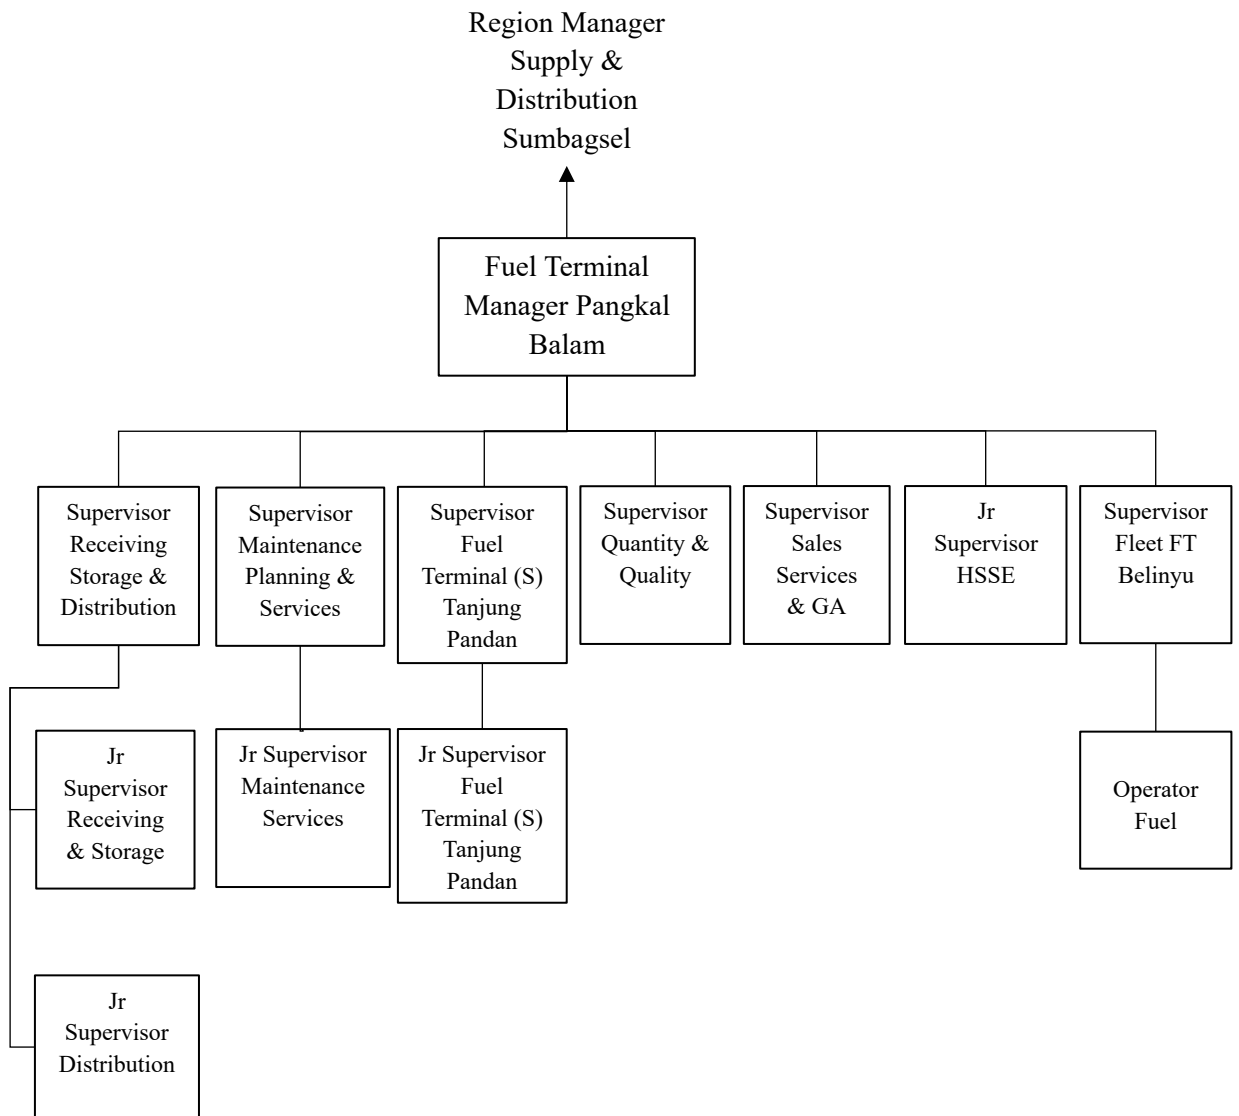 Region Manager
Supply &
Distribution
Sumbagsel
Fuel Terminal
Manager Pangkal
Balam
Supervisor
Receiving
Storage &
Distribution
Supervisor
Maintenance
Planning &
Services
Supervisor
Fuel
Terminal (S)
Tanjung
Pandan
Supervisor
Quantity &
Quality
Supervisor
Sales
Services
& GA
Jr
Supervisor
HSSE
Supervisor
Fleet FT
Belinyu
Jr
Supervisor
Receiving
& Storage
Jr Supervisor
Maintenance
Services
Jr Supervisor
Fuel
Terminal (S)
Tanjung
Pandan
Operator
Fuel
Jr
Supervisor
Distribution